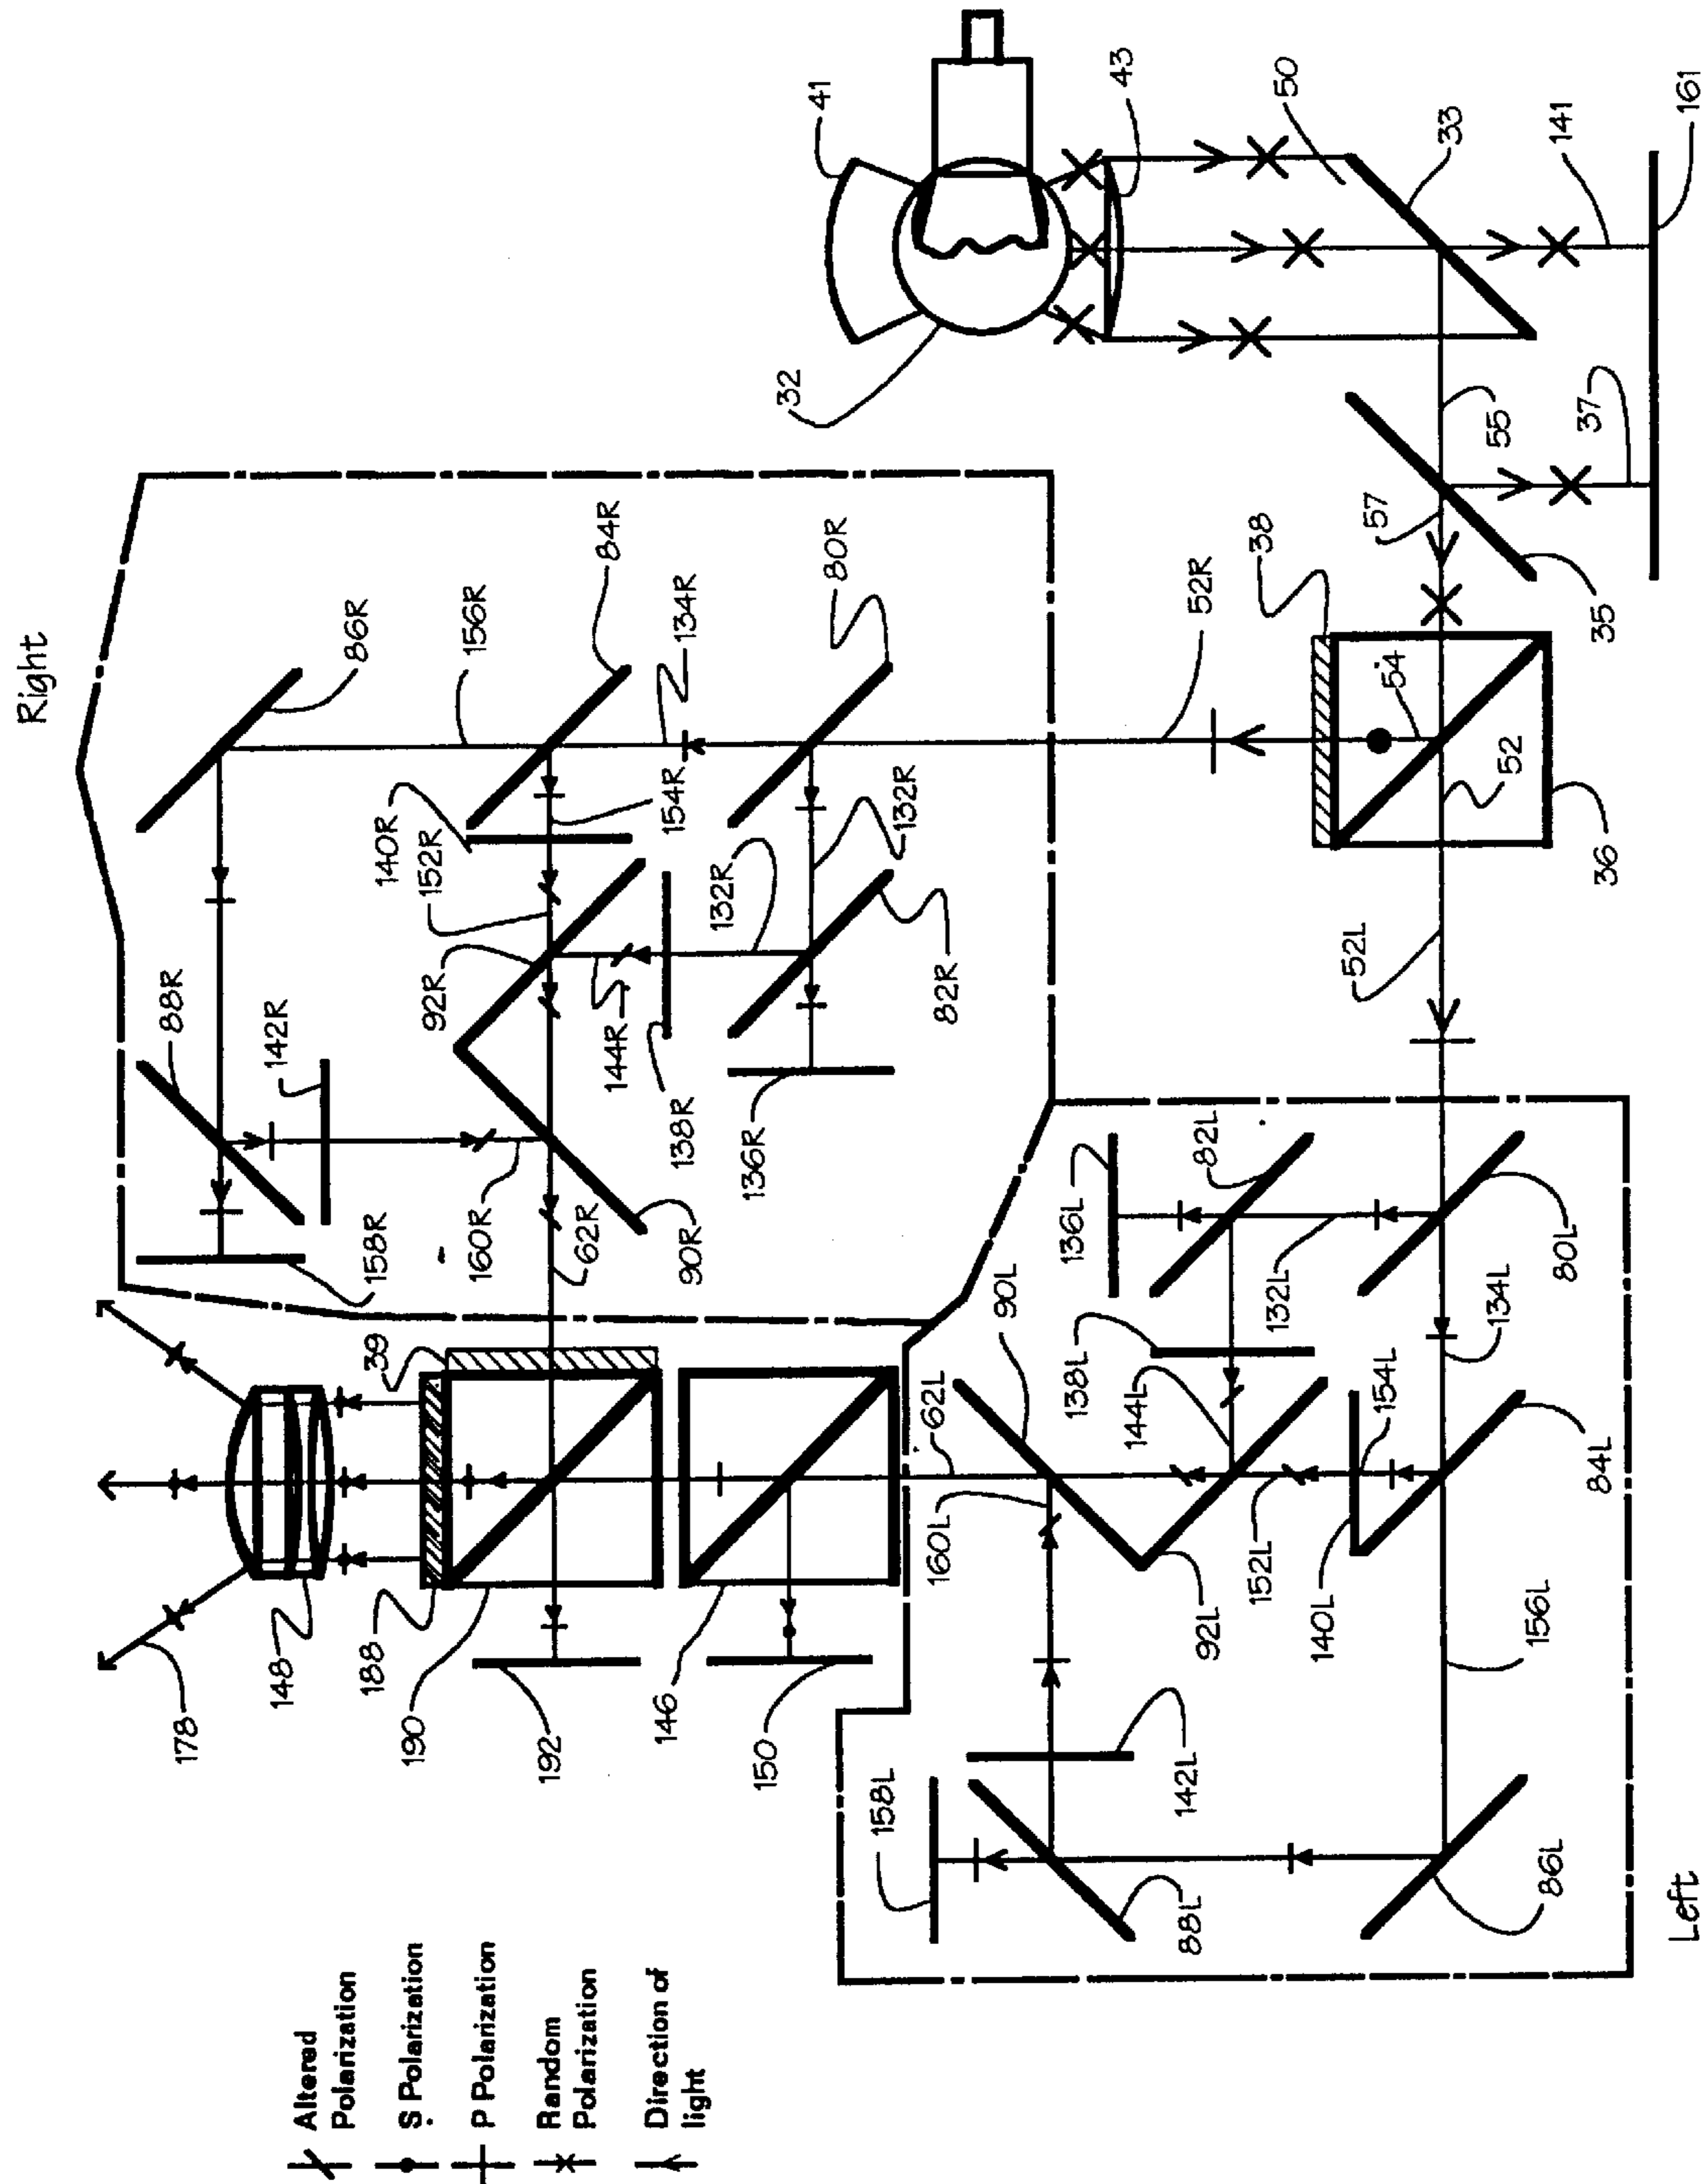 Right
41
32
43
50
33
141
161
55
37
57
35
38
54
52
36
52R
52L
86R
156R
84R
134R
80R
140R
152R
154R
132R
132R
82R
88R
142R
92R
144R
138R
136R
158R
160R
62R
90R
39
178
148
188
190
192
146
150
62L
160L
90L
138L
144L
136L
82L
132L
80L
134L
154L
84L
92L
152L
140L
156L
158L
142L
88L
86L
Left
Altered
Polarization
S Polarization
P Polarization
Random
Polarization
Direction of
light